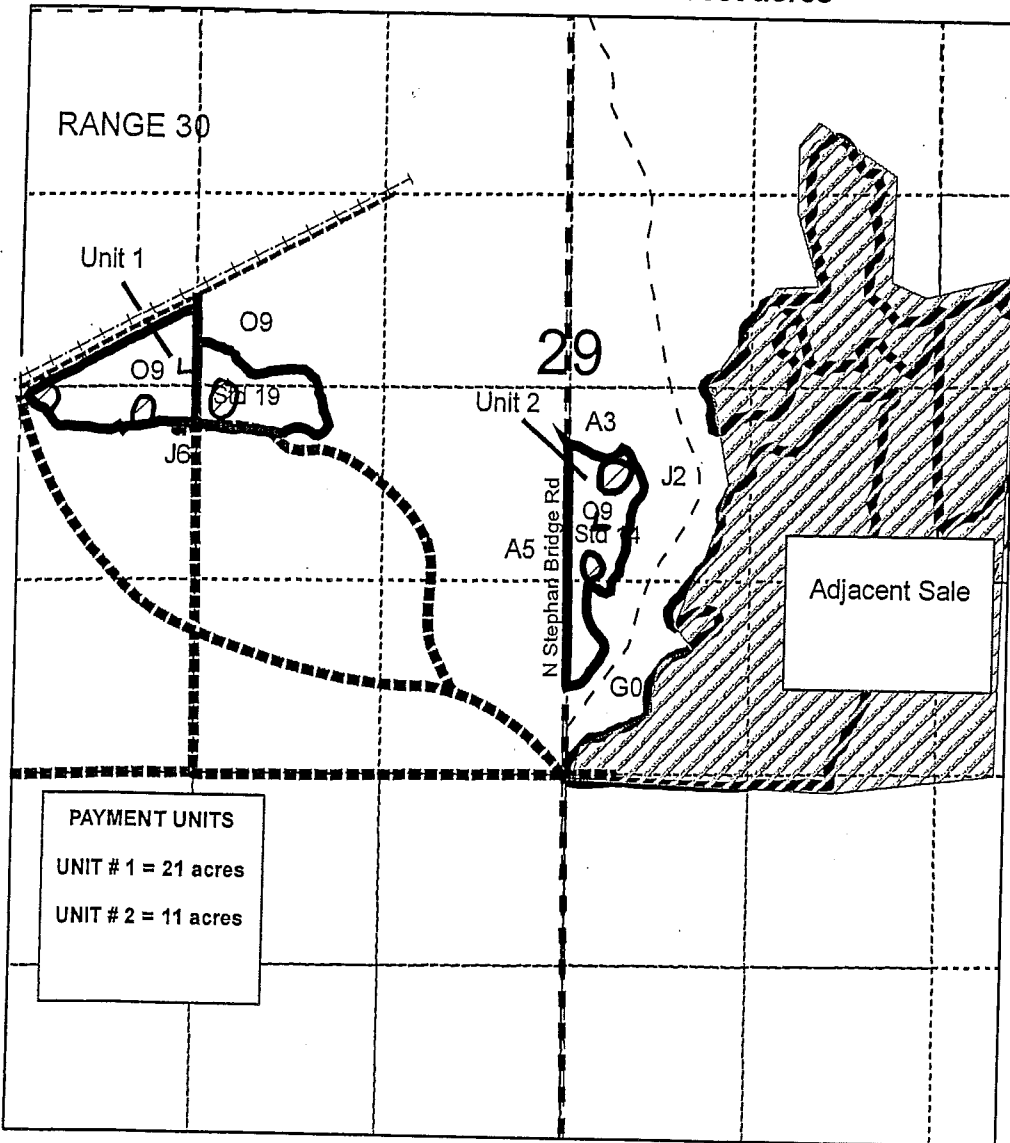 RANGE 30
Unit 1
O9
29
O9
Std 19
Unit 2
A3
J6
J2
O9
Std 14
A5
N Stephan Bridge Rd
Adjacent Sale
G0
PAYMENT UNITS
UNIT # 1 = 21 acres
UNIT # 2 = 11 acres